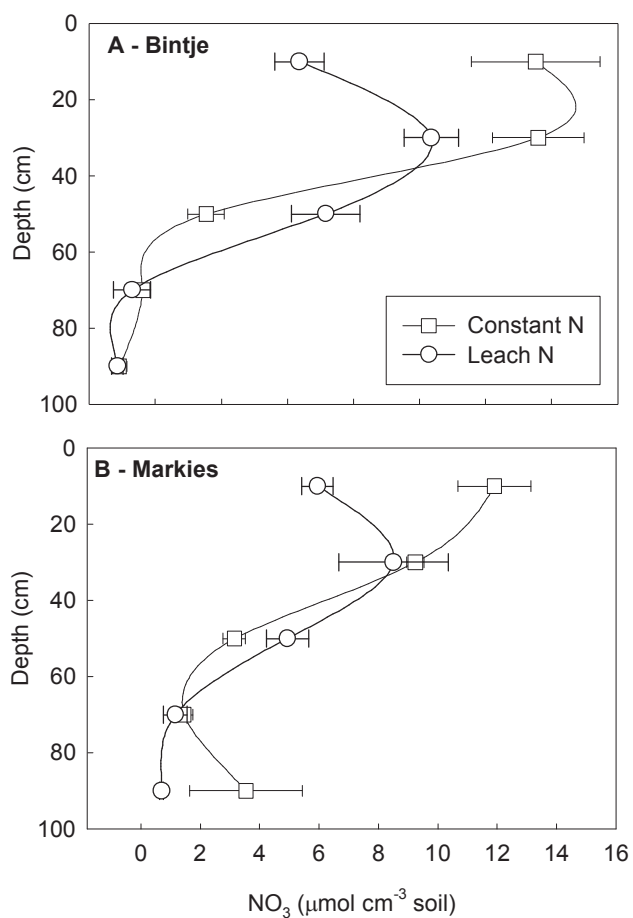 A - Bintje
0
20
40
60
80
100
Depth (cm)
Constant N
Leach N
B - Markies
0
20
40
60
80
100
Depth (cm)
0 2 4 6 8 10 12 14 16
NO₃ (μmol cm⁻³ soil)